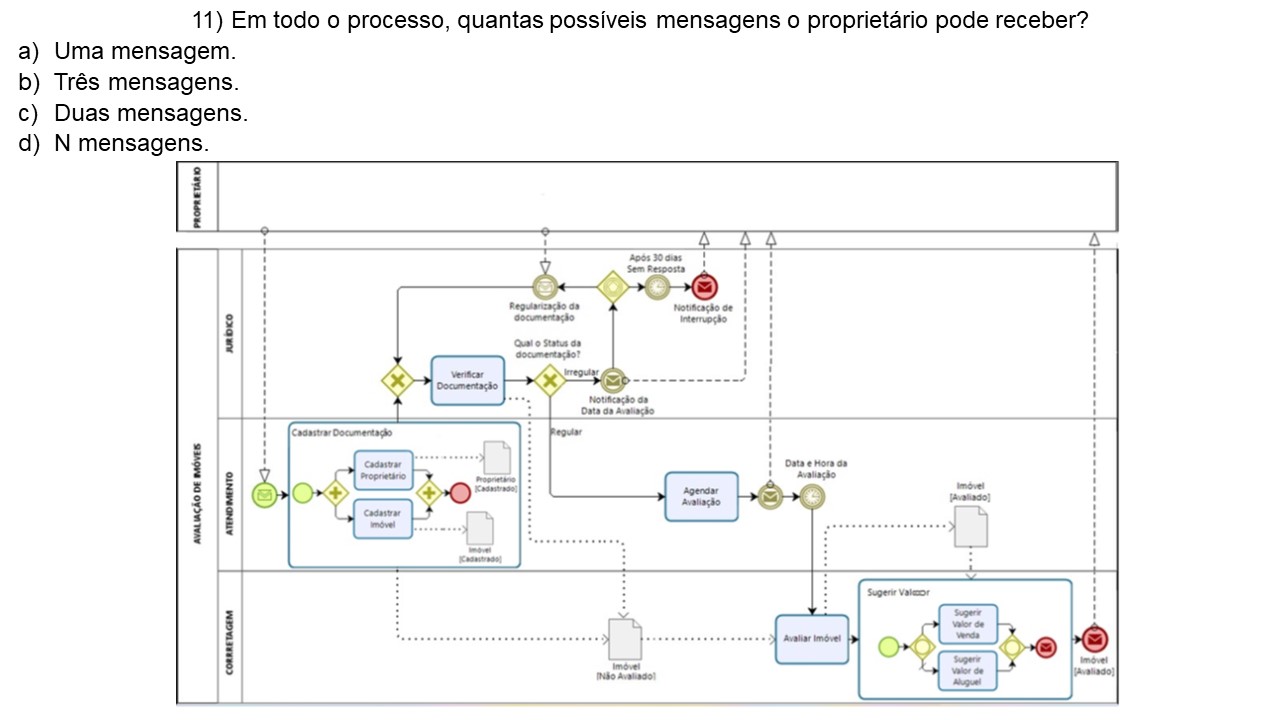 11) Em todo o processo, quantas possíveis mensagens o proprietário pode receber?
a) Uma mensagem.
b) Três mensagens.
c) Duas mensagens.
d) N mensagens.
PROPRIETÁRIO
AVALIAÇÃO DE IMÓVEIS
JURÍDICO
Após 30 dias
Sem Resposta
Regularização da
documentação
Notificação de
Interrupção
Qual o Status da
documentação?
Verificar
Documentação
Irregular
Notificação da
Data da Avaliação
Regular
ATENDIMENTO
Cadastrar Documentação
Cadastrar
Proprietário
Proprietário
[Cadastrado]
Cadastrar
Imóvel
Imóvel
[Cadastrado]
Agendar
Avaliação
Data e Hora da
Avaliação
Imóvel
[Avaliado]
CORRRETAGEM
Imóvel
[Não Avaliado]
Avaliar Imóvel
Sugerir
Valor de
Venda
Sugerir
Valor de
Aluguel
Imóvel
[Avaliado]